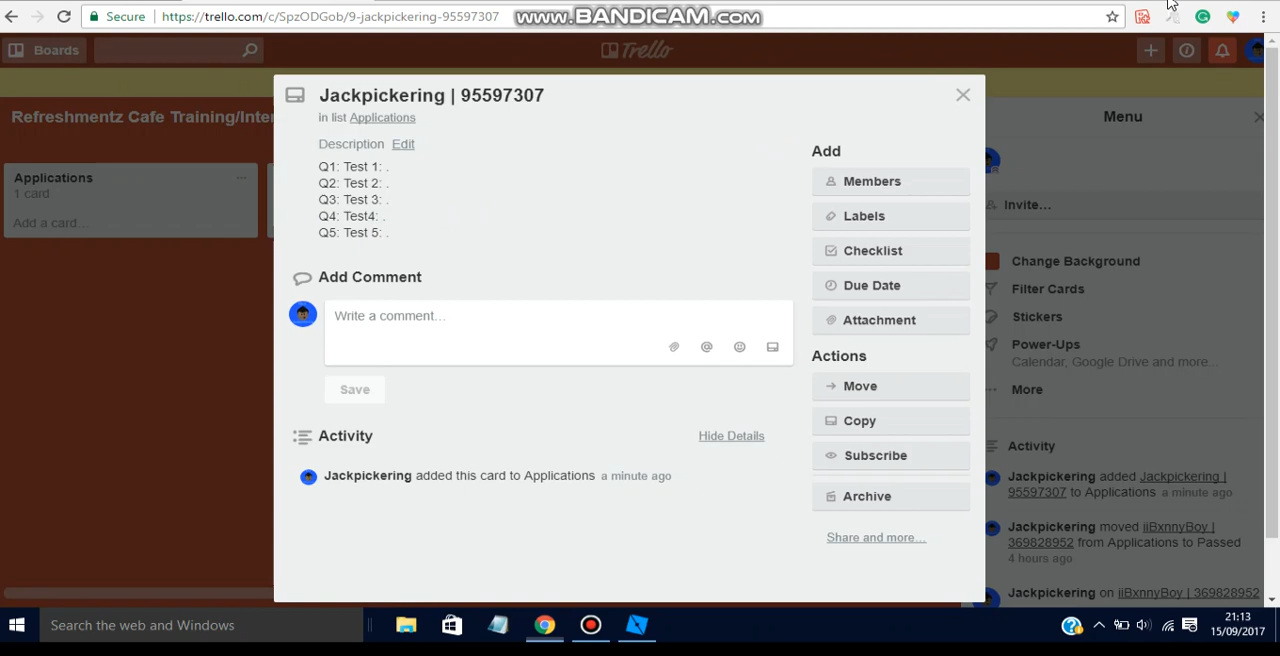 Secure
https://trello.com/c/SpzODGob/9-jackpickering-95597307
www.BANDICAM.com
Boards
Trello
Refreshmentz Cafe Training/Inter
Applications
1 card
Add a card…
Jackpickering | 95597307
in list Applications
Description Edit
Q1: Test 1: .
Q2: Test 2: .
Q3: Test 3: .
Q4: Test4: .
Q5: Test 5: .
Add Comment
Write a comment…
Save
Activity
Hide Details
Jackpickering added this card to Applications a minute ago
Add
Members
Labels
Checklist
Due Date
Attachment
Actions
Move
Copy
Subscribe
Archive
Share and more…
Menu
Invite…
Change Background
Filter Cards
Stickers
Power-Ups
Calendar, Google Drive and more…
More
Activity
Jackpickering added Jackpickering |
95597307 to Applications a minute ago
Jackpickering moved iiBxnnyBoy |
369828952 from Applications to Passed
4 hours ago
Jackpickering on iiBxnnyBoy | 369828952
Search the web and Windows
21:13
15/09/2017